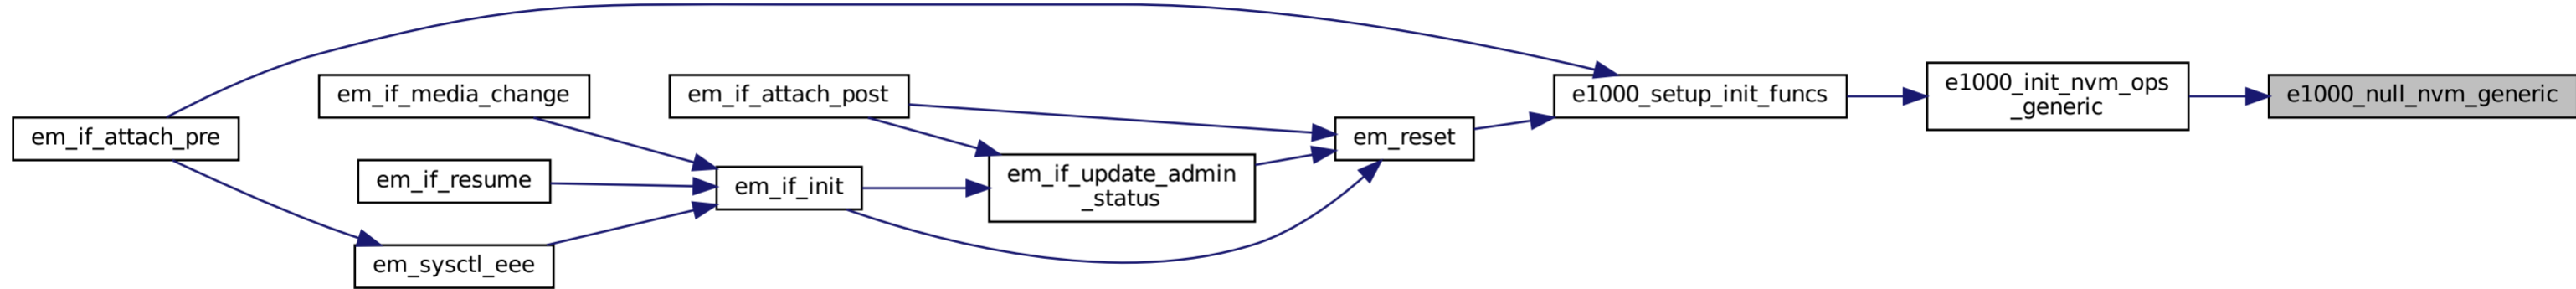 em_if_attach_pre
em_if_media_change
em_if_resume
em_sysctl_eee
em_if_attach_post
em_if_init
em_if_update_admin
_status
em_reset
e1000_setup_init_funcs
e1000_init_nvm_ops
_generic
e1000_null_nvm_generic